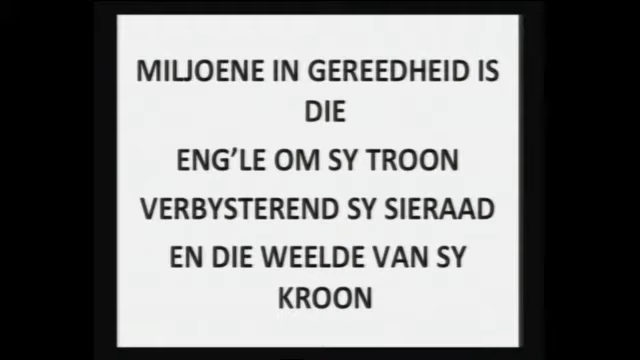 MILJOENE IN GEREEDHEID IS
DIE
ENG'LE OM SY TROON
VERBYSTEREND SY SIERAAD
EN DIE WEELDE VAN SY
KROON